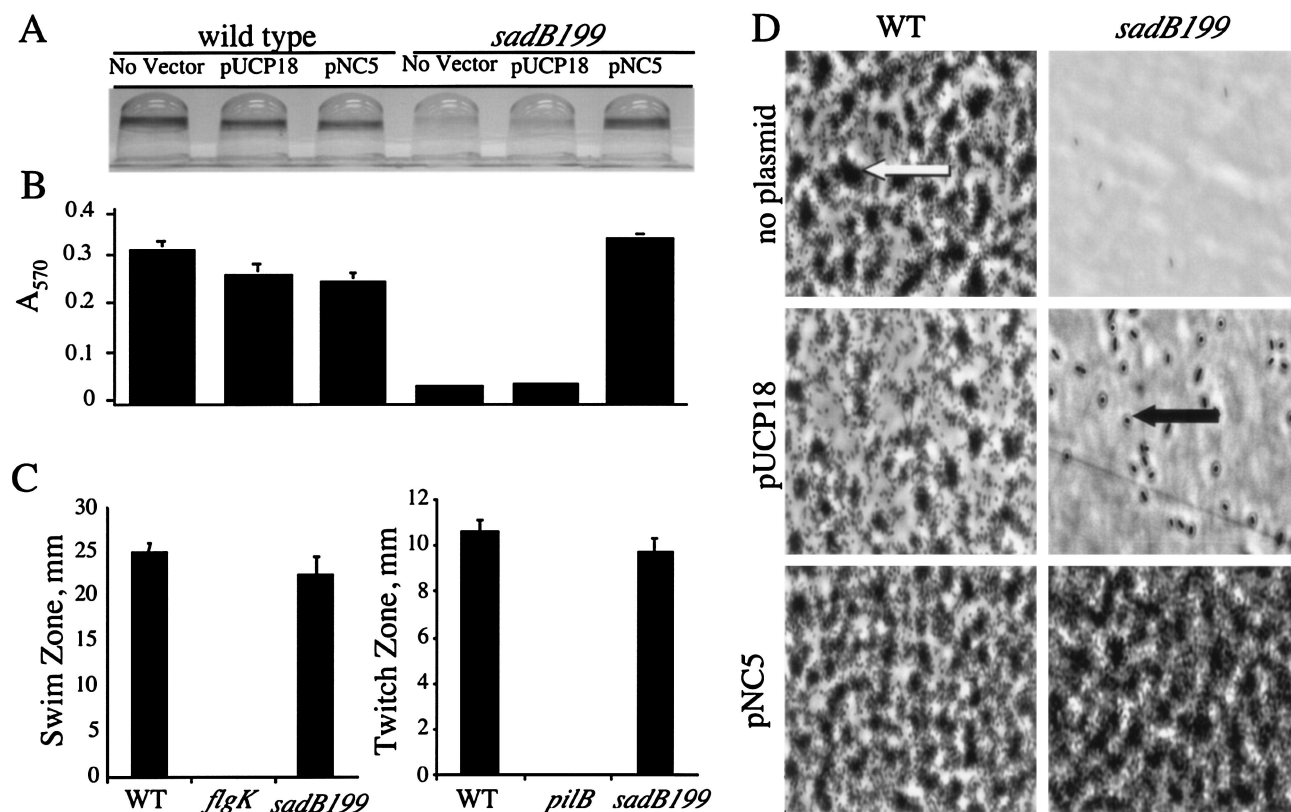 A
wild type
sadB199
No Vector
pUCP18
pNC5
No Vector
pUCP18
pNC5
B
A570
0.4
0.3
0.2
0.1
0
C
Swim Zone, mm
30
25
20
15
10
5
0
WT
flgK
sadB199
Twitch Zone, mm
12
10
8
6
4
2
0
WT
pilB
sadB199
D
WT
sadB199
no plasmid
pUCP18
pNC5